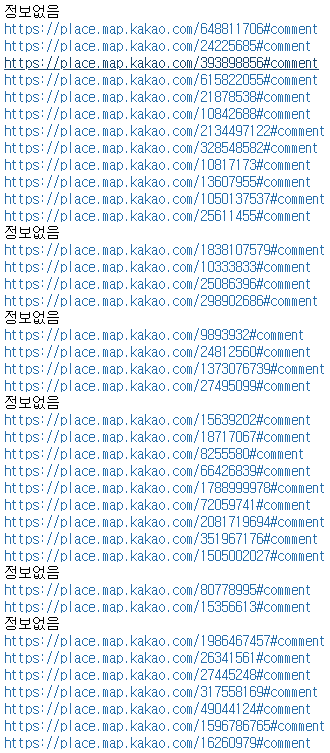 정보없음
https://place.map.kakao.com/648811706#comment
https://place.map.kakao.com/24225685#comment
https://place.map.kakao.com/393898856#comment
https://place.map.kakao.com/615822055#comment
https://place.map.kakao.com/21878538#comment
https://place.map.kakao.com/10842688#comment
https://place.map.kakao.com/2134497122#comment
https://place.map.kakao.com/328548582#comment
https://place.map.kakao.com/10817173#comment
https://place.map.kakao.com/13607955#comment
https://place.map.kakao.com/1050137537#comment
https://place.map.kakao.com/25611455#comment
정보없음
https://place.map.kakao.com/1838107579#comment
https://place.map.kakao.com/10333833#comment
https://place.map.kakao.com/25086396#comment
https://place.map.kakao.com/298902686#comment
정보없음
https://place.map.kakao.com/9893932#comment
https://place.map.kakao.com/24812560#comment
https://place.map.kakao.com/1373076739#comment
https://place.map.kakao.com/27495099#comment
정보없음
https://place.map.kakao.com/15639202#comment
https://place.map.kakao.com/18717067#comment
https://place.map.kakao.com/8255580#comment
https://place.map.kakao.com/66426839#comment
https://place.map.kakao.com/1788999978#comment
https://place.map.kakao.com/72059741#comment
https://place.map.kakao.com/2081719694#comment
https://place.map.kakao.com/351967176#comment
https://place.map.kakao.com/1505002027#comment
정보없음
https://place.map.kakao.com/80778995#comment
https://place.map.kakao.com/15356613#comment
정보없음
https://place.map.kakao.com/1986467457#comment
https://place.map.kakao.com/26341561#comment
https://place.map.kakao.com/27445248#comment
https://place.map.kakao.com/317558169#comment
https://place.map.kakao.com/49044124#comment
https://place.map.kakao.com/1596786765#comment
https://place.map.kakao.com/16260979#comment